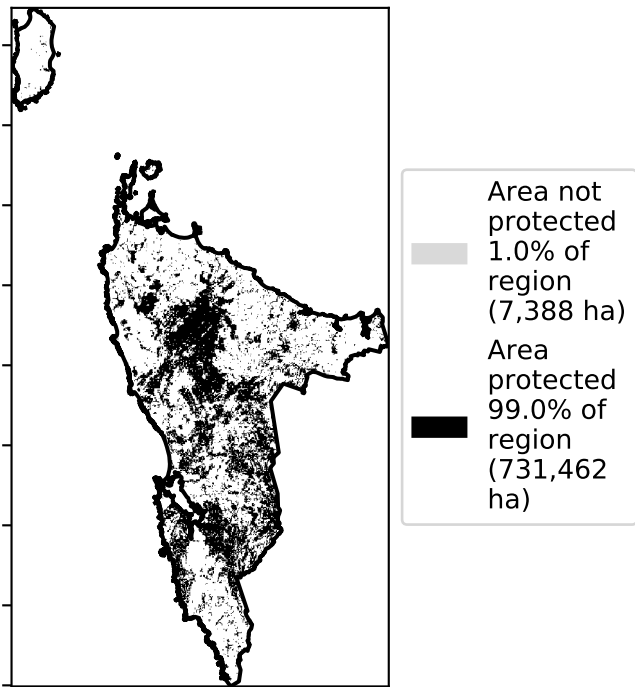 Area not
protected
1.0% of
region
(7,388 ha)
Area
protected
99.0% of
region
(731,462
ha)